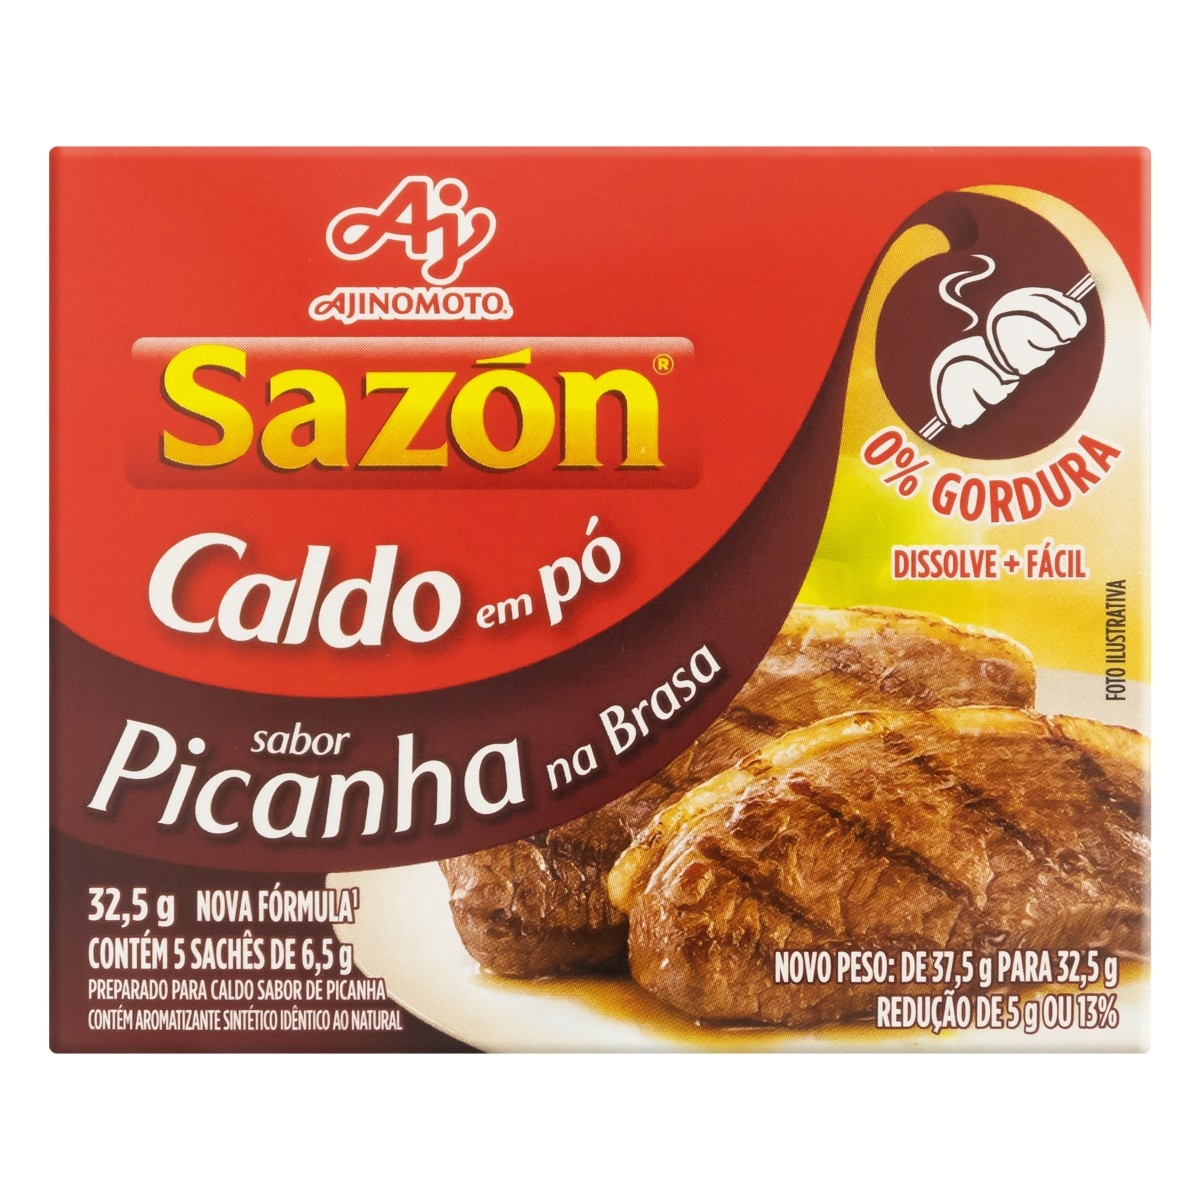 Aj
AJINOMOTO®
Sazón®
Caldo em pó
sabor
Picanha na Brasa
0% GORDURA
DISSOLVE + FÁCIL
FOTO ILUSTRATIVA
32,5 g NOVA FÓRMULA¹
CONTÉM 5 SACHÊS DE 6,5 g
PREPARADO PARA CALDO SABOR DE PICANHA
CONTÉM AROMATIZANTE SINTÉTICO IDÊNTICO AO NATURAL
NOVO PESO: DE 37,5 g PARA 32,5 g
REDUÇÃO DE 5 g OU 13%